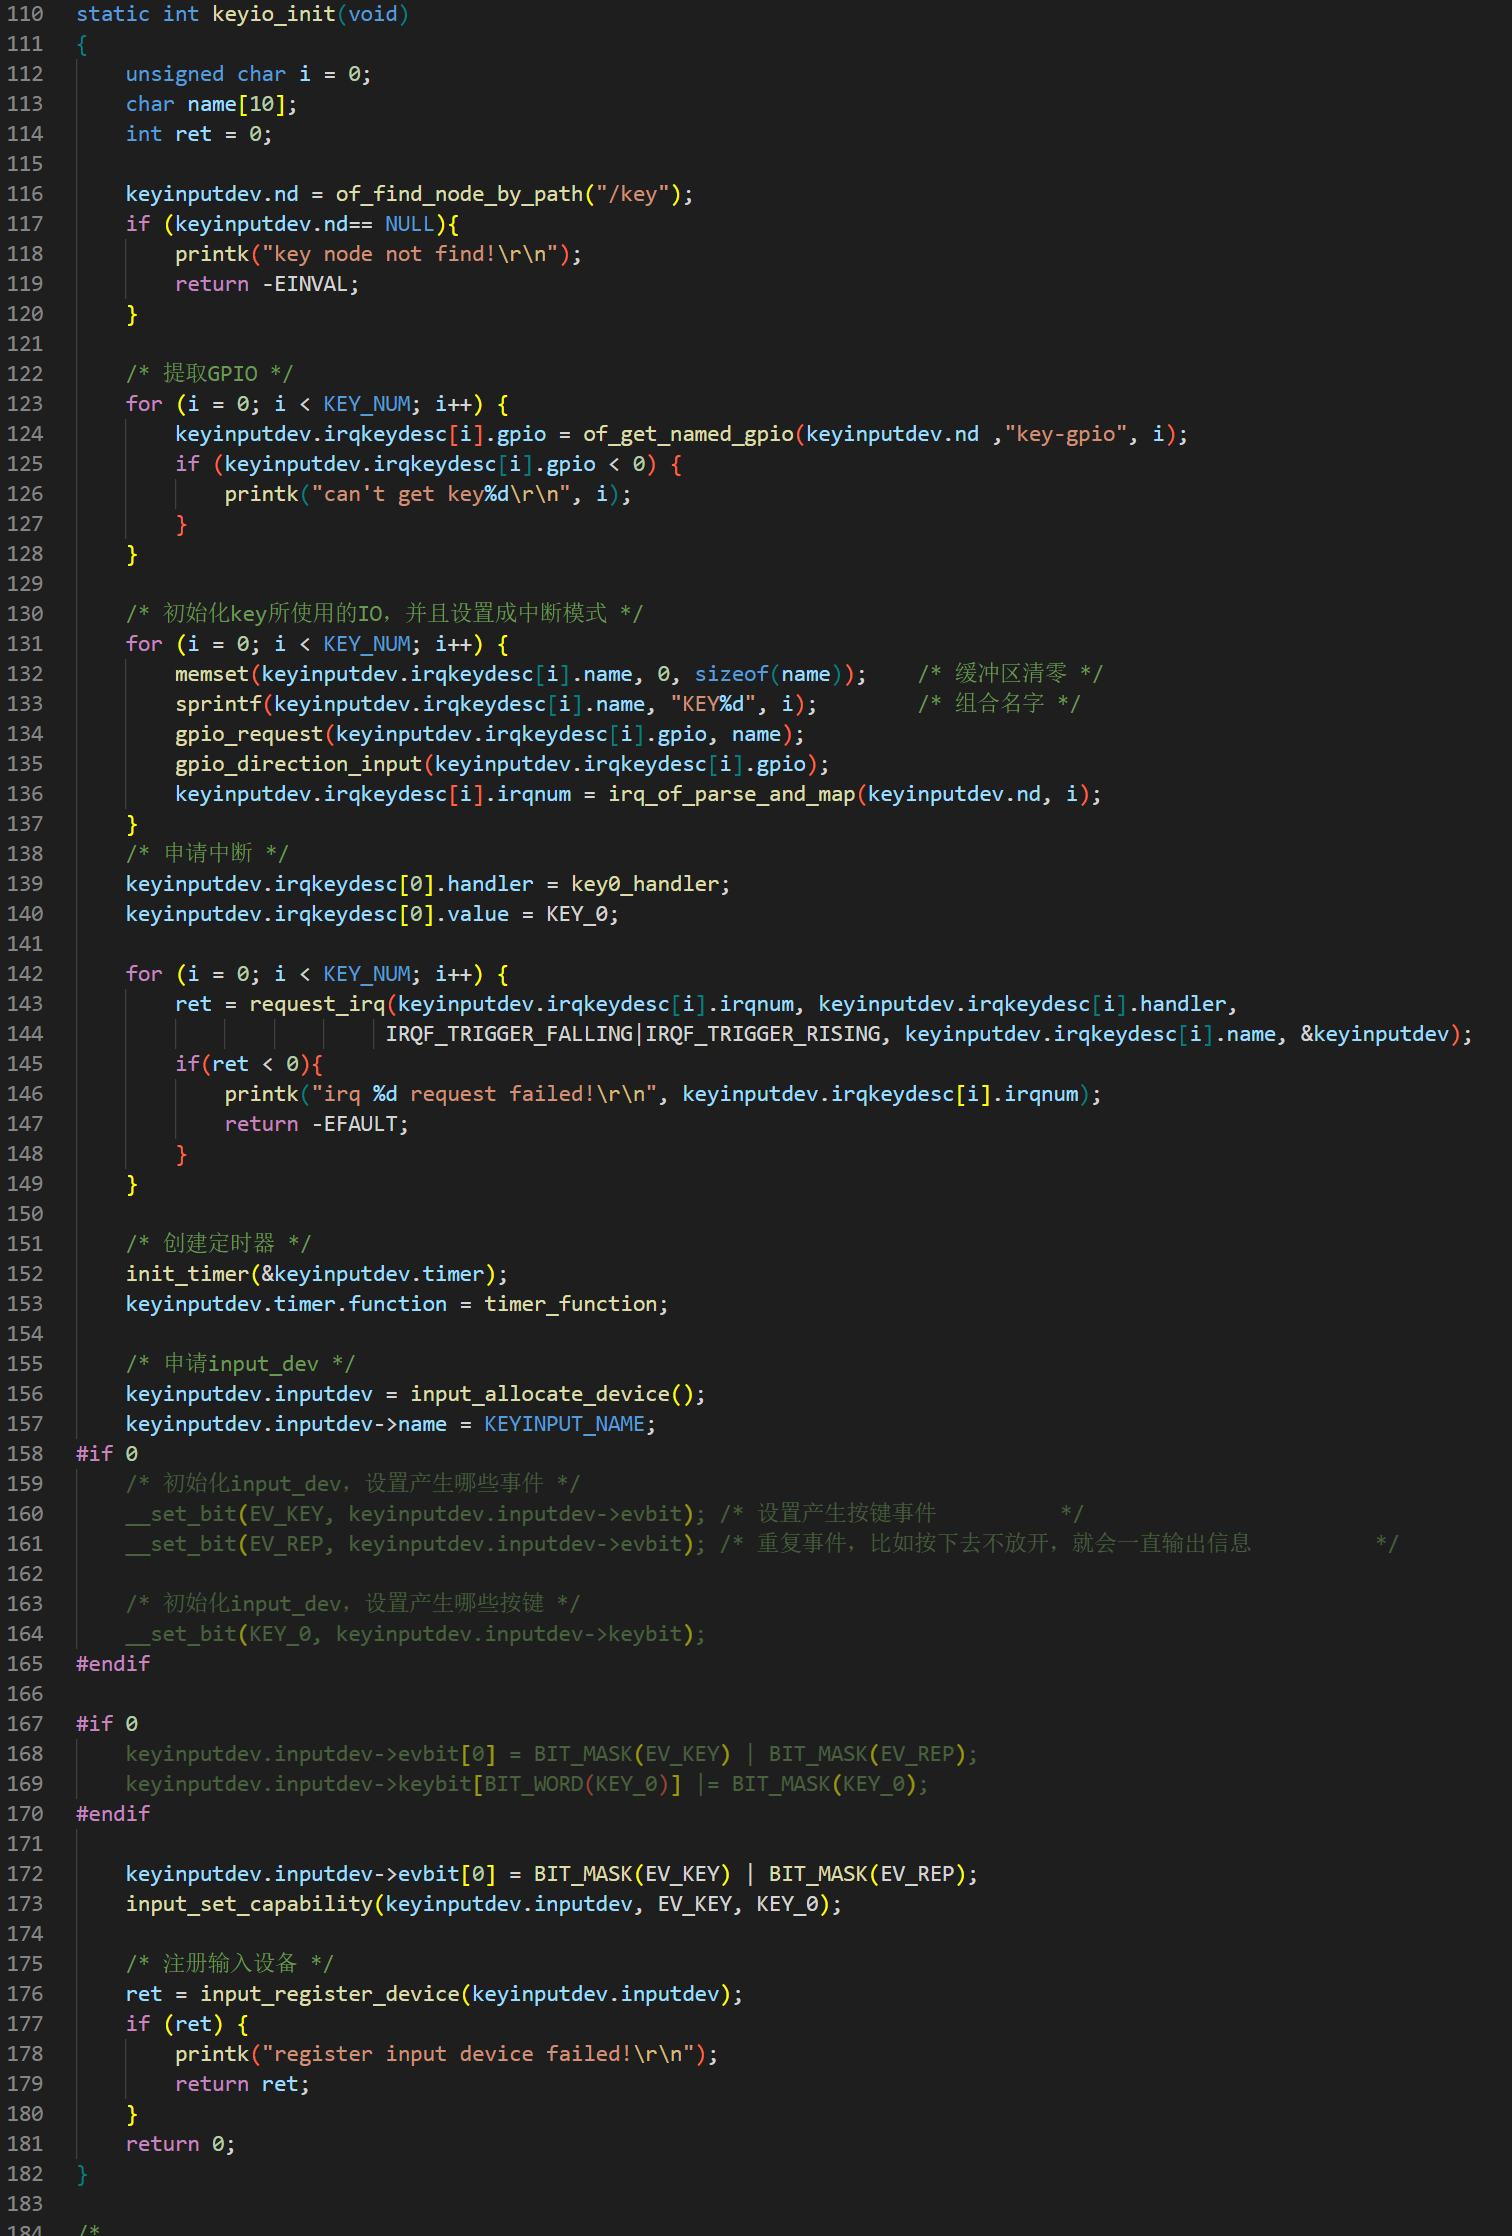 110 static int keyio_init(void)
111 {
112     unsigned char i = 0;
113     char name[10];
114     int ret = 0;
115
116     keyinputdev.nd = of_find_node_by_path("/key");
117     if (keyinputdev.nd== NULL){
118         printk("key node not find!\r\n");
119         return -EINVAL;
120     }
121
122     /* 提取GPIO */
123     for (i = 0; i < KEY_NUM; i++) {
124         keyinputdev.irqkeydesc[i].gpio = of_get_named_gpio(keyinputdev.nd ,"key-gpio", i);
125         if (keyinputdev.irqkeydesc[i].gpio < 0) {
126             printk("can't get key%d\r\n", i);
127         }
128     }
129
130     /* 初始化key所使用的IO，并且设置成中断模式 */
131     for (i = 0; i < KEY_NUM; i++) {
132         memset(keyinputdev.irqkeydesc[i].name, 0, sizeof(name));    /* 缓冲区清零 */
133         sprintf(keyinputdev.irqkeydesc[i].name, "KEY%d", i);        /* 组合名字 */
134         gpio_request(keyinputdev.irqkeydesc[i].gpio, name);
135         gpio_direction_input(keyinputdev.irqkeydesc[i].gpio);
136         keyinputdev.irqkeydesc[i].irqnum = irq_of_parse_and_map(keyinputdev.nd, i);
137     }
138     /* 申请中断 */
139     keyinputdev.irqkeydesc[0].handler = key0_handler;
140     keyinputdev.irqkeydesc[0].value = KEY_0;
141
142     for (i = 0; i < KEY_NUM; i++) {
143         ret = request_irq(keyinputdev.irqkeydesc[i].irqnum, keyinputdev.irqkeydesc[i].handler,
144                          IRQF_TRIGGER_FALLING|IRQF_TRIGGER_RISING, keyinputdev.irqkeydesc[i].name, &keyinputdev);
145         if(ret < 0){
146             printk("irq %d request failed!\r\n", keyinputdev.irqkeydesc[i].irqnum);
147             return -EFAULT;
148         }
149     }
150
151     /* 创建定时器 */
152     init_timer(&keyinputdev.timer);
153     keyinputdev.timer.function = timer_function;
154
155     /* 申请input_dev */
156     keyinputdev.inputdev = input_allocate_device();
157     keyinputdev.inputdev->name = KEYINPUT_NAME;
158 #if 0
159     /* 初始化input_dev，设置产生哪些事件 */
160     __set_bit(EV_KEY, keyinputdev.inputdev->evbit); /* 设置产生按键事件          */
161     __set_bit(EV_REP, keyinputdev.inputdev->evbit); /* 重复事件，比如按下去不放开，就会一直输出信息          */
162
163     /* 初始化input_dev，设置产生哪些按键 */
164     __set_bit(KEY_0, keyinputdev.inputdev->keybit);
165 #endif
166
167 #if 0
168     keyinputdev.inputdev->evbit[0] = BIT_MASK(EV_KEY) | BIT_MASK(EV_REP);
169     keyinputdev.inputdev->keybit[BIT_WORD(KEY_0)] |= BIT_MASK(KEY_0);
170 #endif
171
172     keyinputdev.inputdev->evbit[0] = BIT_MASK(EV_KEY) | BIT_MASK(EV_REP);
173     input_set_capability(keyinputdev.inputdev, EV_KEY, KEY_0);
174
175     /* 注册输入设备 */
176     ret = input_register_device(keyinputdev.inputdev);
177     if (ret) {
178         printk("register input device failed!\r\n");
179         return ret;
180     }
181     return 0;
182 }
183
184 /*